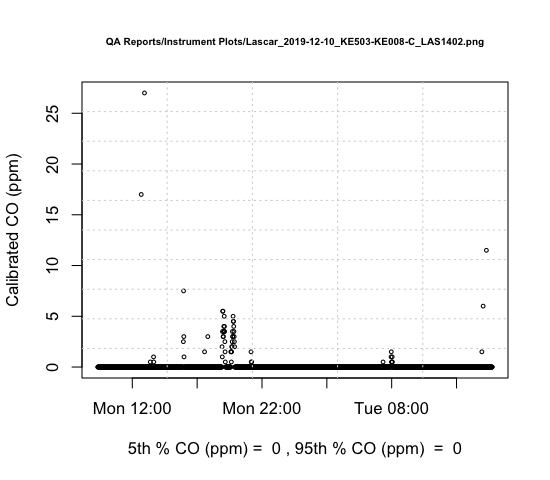 QA Reports/Instrument Plots/Lascar_2019-12-10_KE503-KE008-C_LAS1402.png
Calibrated CO (ppm)
25
20
15
10
5
0
Mon 12:00 Mon 22:00 Tue 08:00
5th % CO (ppm) = 0 , 95th % CO (ppm) = 0